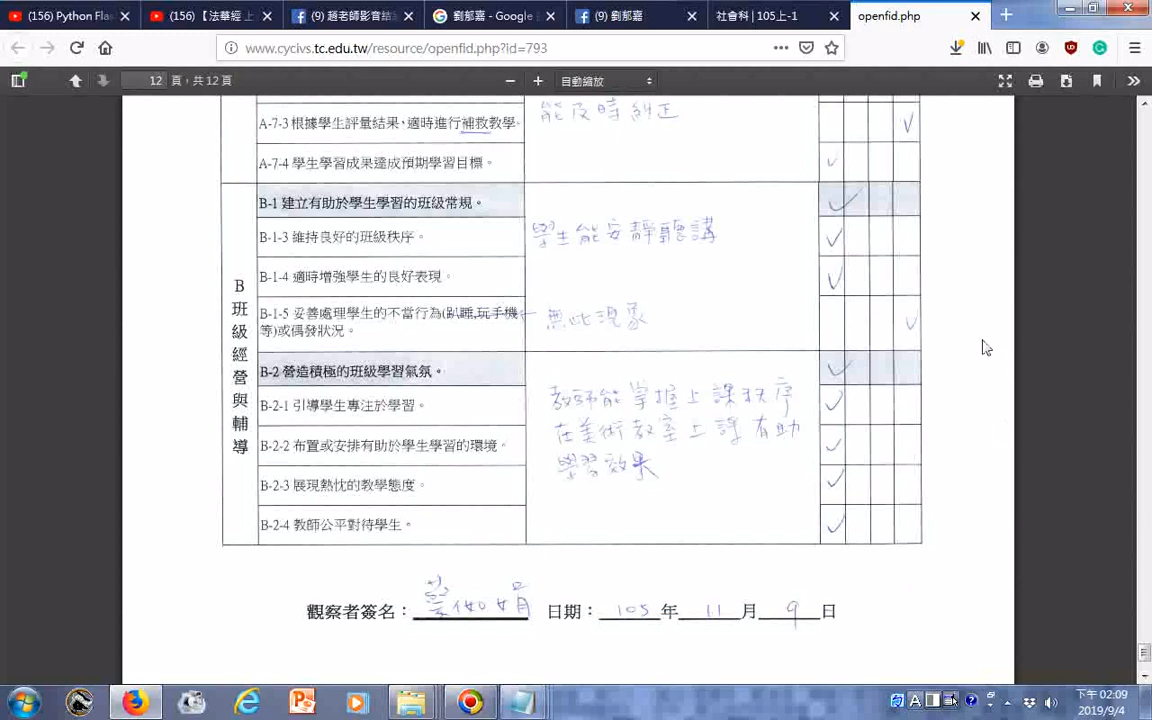 (156) Python Fla
(156) 【法華經 上
(9) 趙老師影音結
劉郁嘉 - Google
(9) 劉郁嘉
社會科 | 105上-1
openfid.php
www.cycivs.tc.edu.tw/resource/openfid.php?id=793
12 頁，共 12 頁
自動縮放
能及時糾正
A-7-3 根據學生評量結果，適時進行補救教學。
A-7-4 學生學習成果達成預期學習目標。
B 班級經營與輔導
B-1 建立有助於學生學習的班級常規。
B-1-3 維持良好的班級秩序。
學生能安靜聽講
B-1-4 適時增強學生的良好表現。
B-1-5 妥善處理學生的不當行為(趴睡,玩手機
等)或偶發狀況。
無此現象
B-2 營造積極的班級學習氣氛。
B-2-1 引導學生專注於學習。
B-2-2 布置或安排有助於學生學習的環境。
B-2-3 展現熱忱的教學態度。
B-2-4 教師公平對待學生。
教師能掌握上課秩序
在美術教室上課有助
學習效果
觀察者簽名： 日期：105年11月9日
下午 02:09
2019/9/4